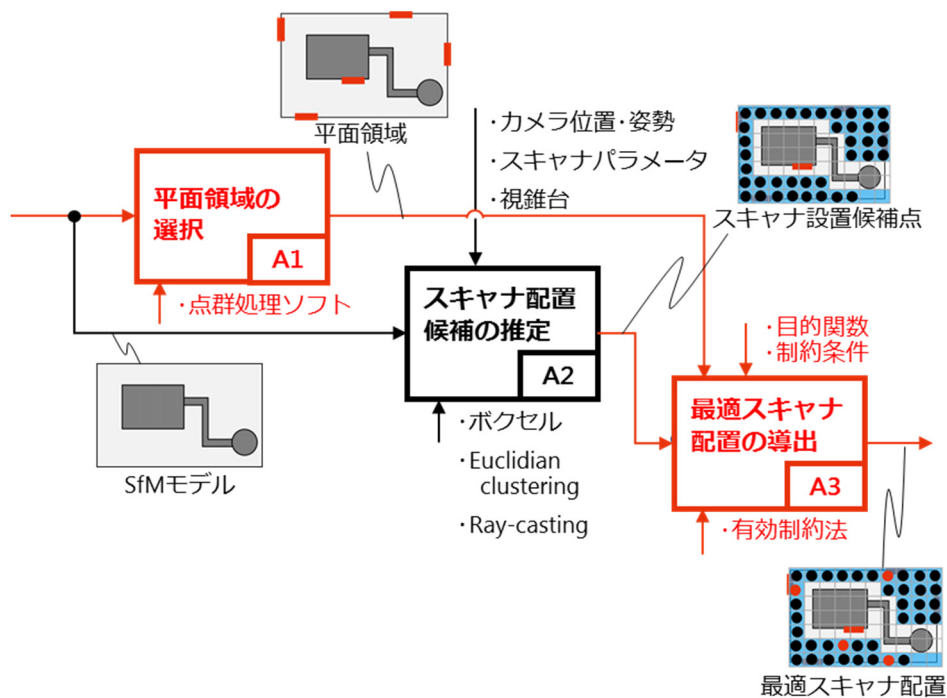 平面領域
・カメラ位置・姿勢
・スキャナパラメータ
・視錐台
スキャナ設置候補点
平面領域の
選択
A1
・点群処理ソフト
スキャナ配置
候補の推定
A2
・目的関数
・制約条件
・ボクセル
・Euclidian
clustering
・Ray-casting
SfMモデル
最適スキャナ
配置の導出
A3
・有効制約法
最適スキャナ配置